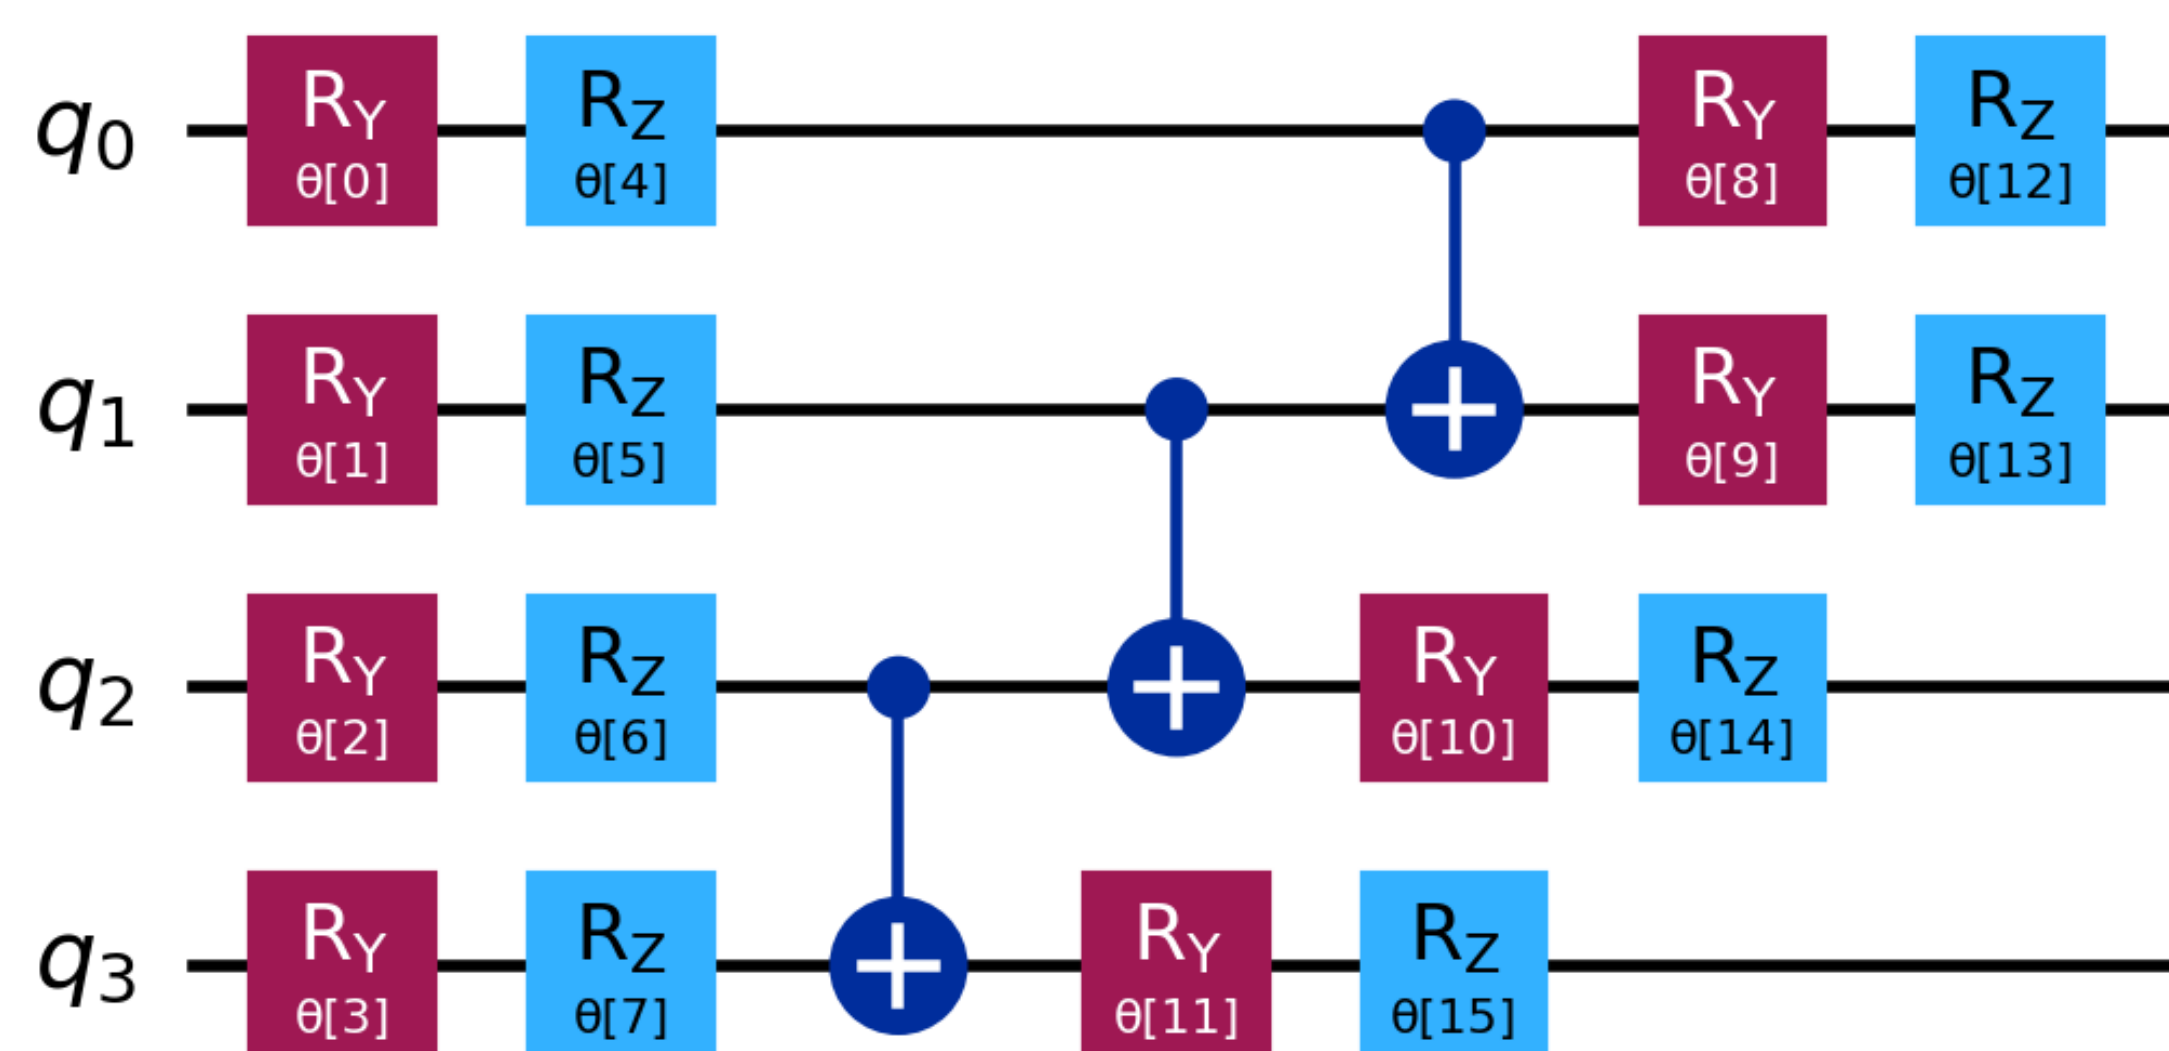 q0 RY θ[0] RZ θ[4] RY θ[8] RZ θ[12]
q1 RY θ[1] RZ θ[5] RY θ[9] RZ θ[13]
q2 RY θ[2] RZ θ[6] RY θ[10] RZ θ[14]
q3 RY θ[3] RZ θ[7] RY θ[11] RZ θ[15]